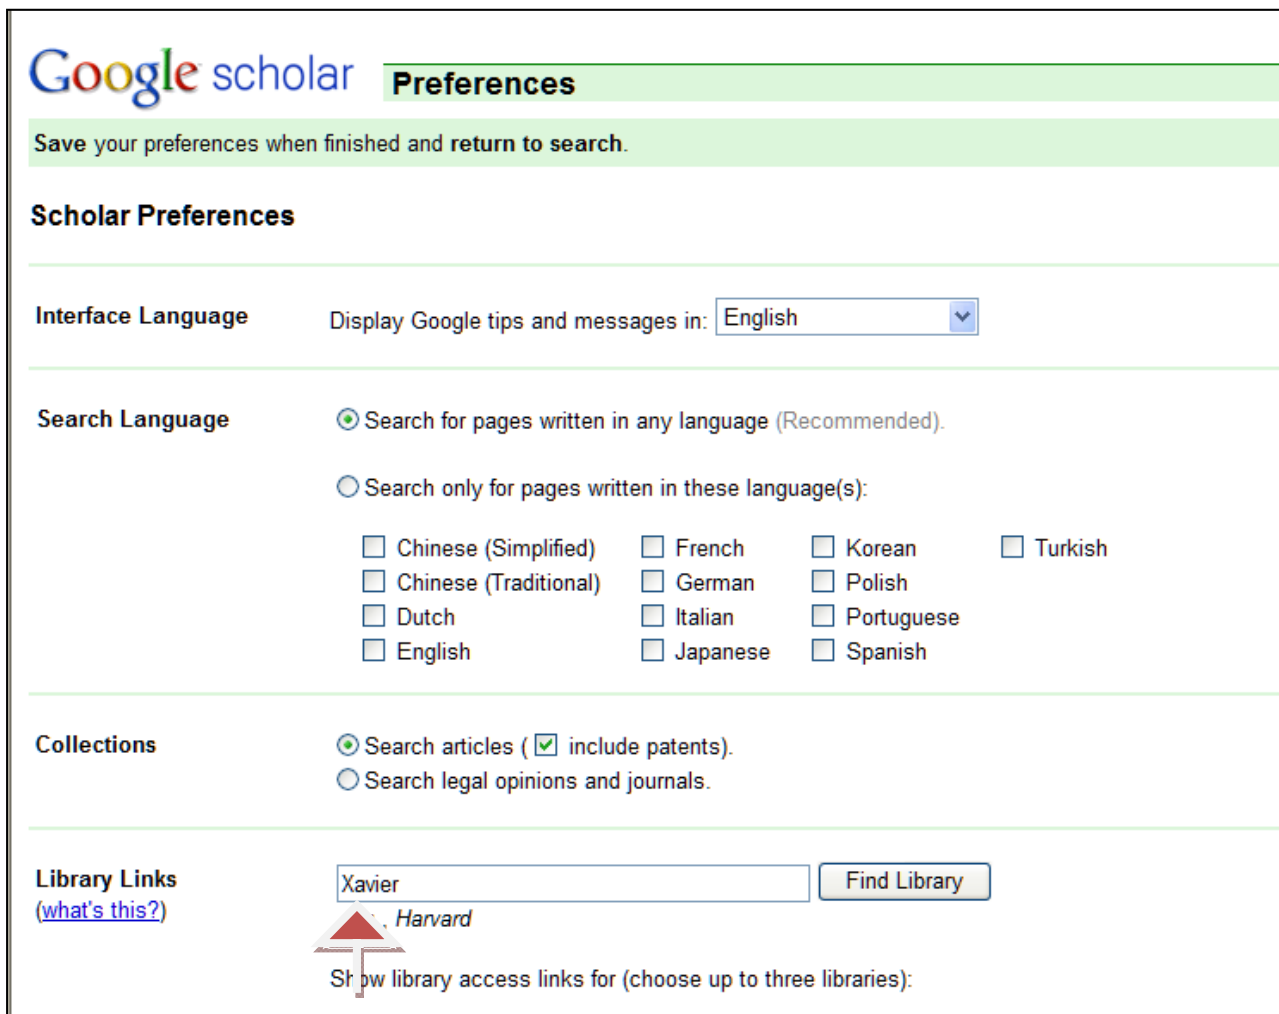 Google scholar Preferences
Save your preferences when finished and return to search.
Scholar Preferences
Interface Language Display Google tips and messages in: English
Search Language Search for pages written in any language (Recommended).
Search only for pages written in these language(s):
Chinese (Simplified) French Korean Turkish
Chinese (Traditional) German Polish
Dutch Italian Portuguese
English Japanese Spanish
Collections Search articles ( include patents).
Search legal opinions and journals.
Library Links Xavier Find Library
(what's this?) , Harvard
Show library access links for (choose up to three libraries):